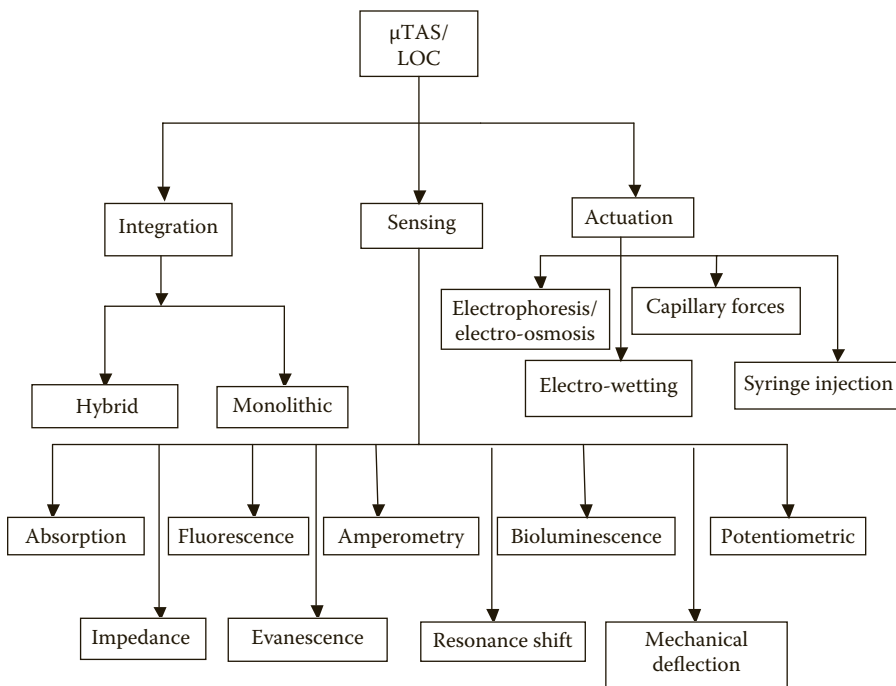 μTAS/
LOC
Integration
Sensing
Actuation
Electrophoresis/
electro-osmosis
Capillary forces
Electro-wetting
Syringe injection
Hybrid
Monolithic
Absorption
Fluorescence
Amperometry
Bioluminescence
Potentiometric
Impedance
Evanescence
Resonance shift
Mechanical
deflection